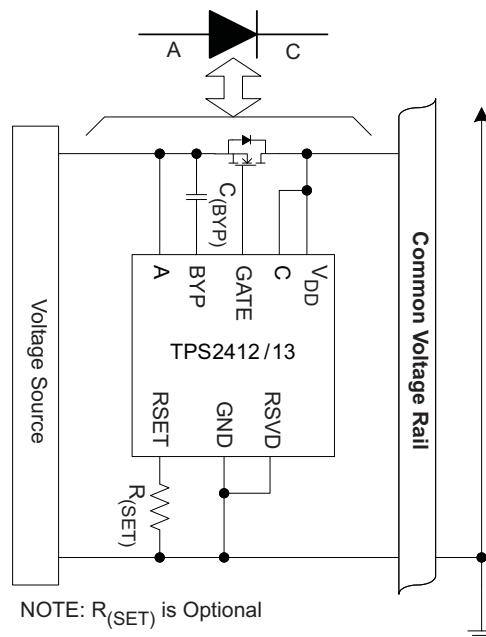 A
C
C(BYP)
A
BYP
GATE
C
VDD
TPS2412/13
RSET
GND
RSVD
R(SET)
Voltage Source
Common Voltage Rail
NOTE: R(SET) is Optional